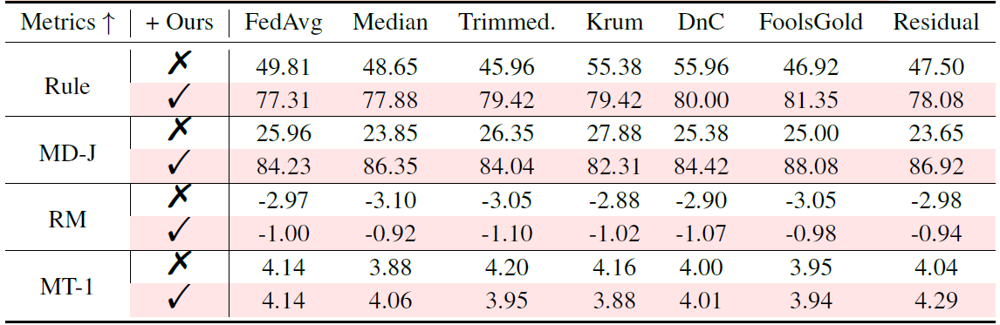 Metrics ↑ + Ours FedAvg Median Trimmed. Krum DnC FoolsGold Residual
Rule ✗ 49.81 48.65 45.96 55.38 55.96 46.92 47.50
✓ 77.31 77.88 79.42 79.42 80.00 81.35 78.08
MD-J ✗ 25.96 23.85 26.35 27.88 25.38 25.00 23.65
✓ 84.23 86.35 84.04 82.31 84.42 88.08 86.92
RM ✗ -2.97 -3.10 -3.05 -2.88 -2.90 -3.05 -2.98
✓ -1.00 -0.92 -1.10 -1.02 -1.07 -0.98 -0.94
MT-1 ✗ 4.14 3.88 4.20 4.16 4.00 3.95 4.04
✓ 4.14 4.06 3.95 3.88 4.01 3.94 4.29